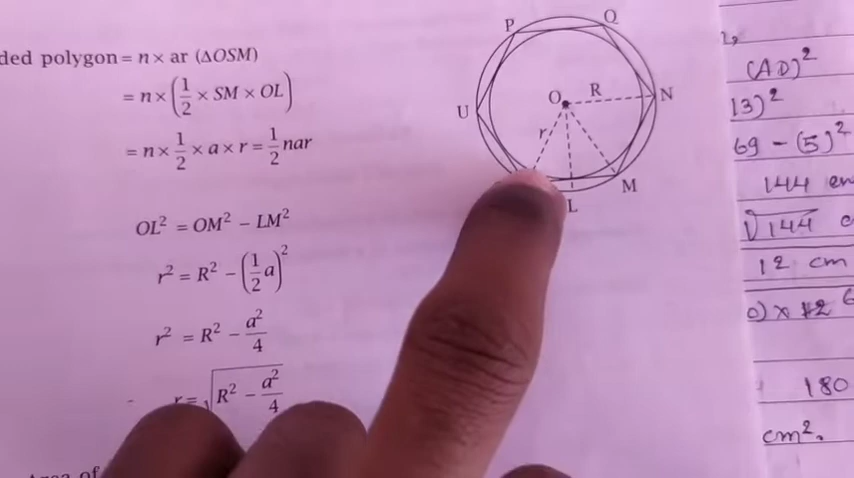 ded polygon = n × ar (ΔOSM)
= n × (1/2 × SM × OL)
= n × 1/2 × a × r = 1/2 nar
OL² = OM² − LM²
r² = R² − (1/2 a)²
r² = R² − a²/4
r = √(R² − a²/4)
Area of
P
Q
U
O
R
N
r
M
L
(AD)²
13)²
69 − (5)²
144
√144
12 cm
180
cm².